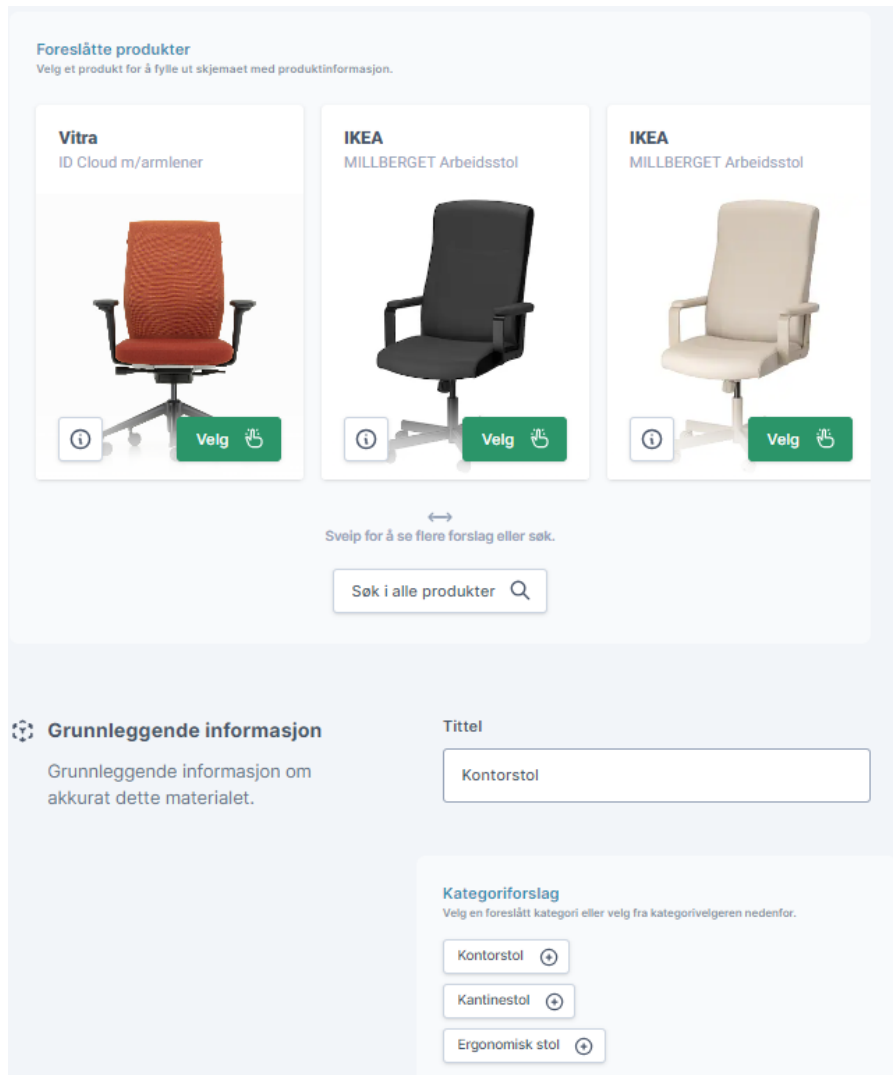 Foreslåtte produkter
Velg et produkt for å fylle ut skjemaet med produktinformasjon.
Vitra
ID Cloud m/armlener
Velg
IKEA
MILLBERGET Arbeidsstol
Velg
IKEA
MILLBERGET Arbeidsstol
Velg
Sveip for å se flere forslag eller søk.
Søk i alle produkter
Grunnleggende informasjon
Grunnleggende informasjon om
akkurat dette materialet.
Tittel
Kontorstol
Kategoriforslag
Velg en foreslått kategori eller velg fra kategorivelgeren nedenfor.
Kontorstol
Kantinestol
Ergonomisk stol